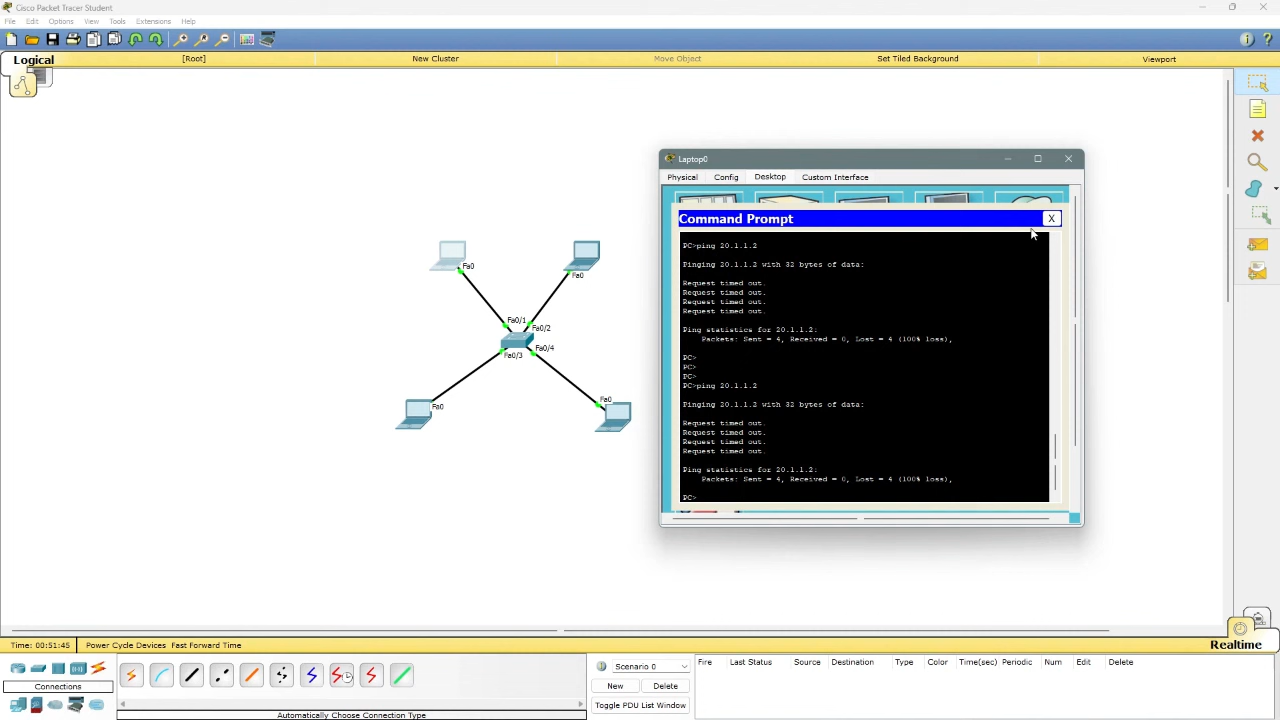 Cisco Packet Tracer Student
File Edit Options View Tools Extensions Help
Logical [Root] New Cluster Move Object Set Tiled Background Viewport
Fa0
Fa0
Fa0/1
Fa0/2
Fa0/3
Fa0/4
Fa0
Fa0
Laptop0
Physical Config Desktop Custom Interface
Command Prompt X
PC>ping 20.1.1.2
Pinging 20.1.1.2 with 32 bytes of data:
Request timed out.
Request timed out.
Request timed out.
Request timed out.
Ping statistics for 20.1.1.2:
Packets: Sent = 4, Received = 0, Lost = 4 (100% loss),
PC>
PC>
PC>
PC>ping 20.1.1.2
Pinging 20.1.1.2 with 32 bytes of data:
Request timed out.
Request timed out.
Request timed out.
Request timed out.
Ping statistics for 20.1.1.2:
Packets: Sent = 4, Received = 0, Lost = 4 (100% loss),
PC>
Time: 00:51:45 Power Cycle Devices Fast Forward Time
Realtime
Connections
Automatically Choose Connection Type
Scenario 0
New Delete
Toggle PDU List Window
Fire Last Status Source Destination Type Color Time(sec) Periodic Num Edit Delete